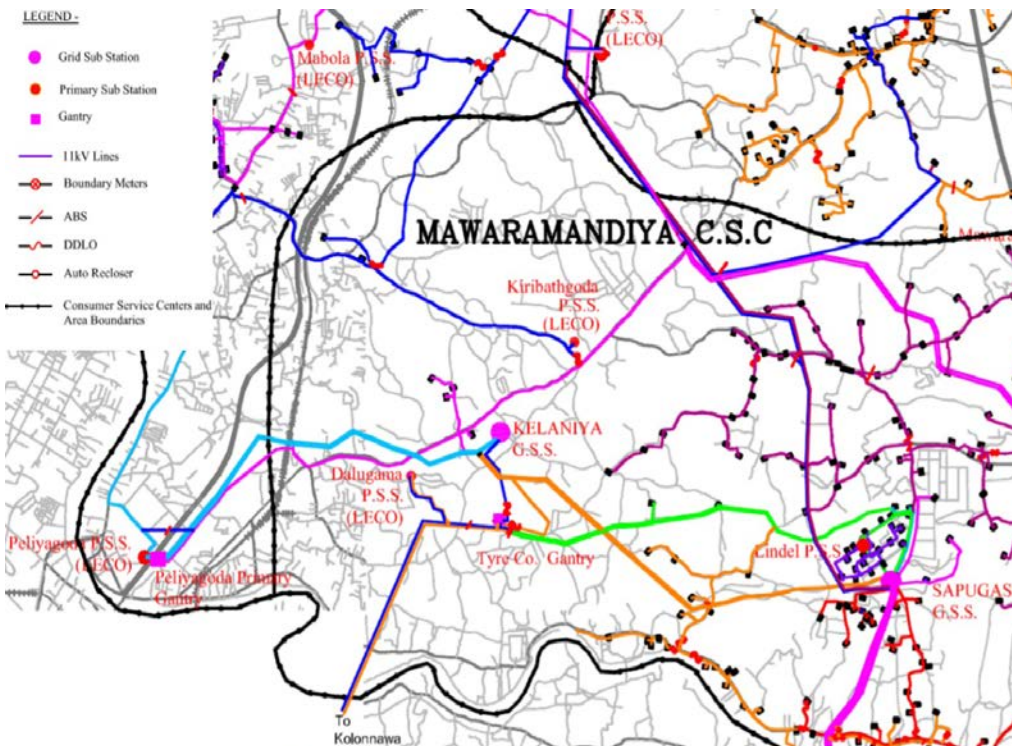 LEGEND -
Grid Sub Station
Primary Sub Station
Gantry
11kV Lines
Boundary Meters
ABS
DDLO
Auto Recloser
Consumer Service Centers and
Area Boundaries
P.S.S.
(LECO)
Mabola P.S.S.
(LECO)
MAWARAMANDIYA C.S.C
Mawara
Kiribathgoda
P.S.S.
(LECO)
KELANIYA
G.S.S.
Dalugama
P.S.S.
(LECO)
Tyre Co. Gantry
Lindel P.S.S
Peliyagoda P.S.S.
(LECO)
Peliyagoda Primary
Gantry
SAPUGAS
G.S.S.
To
Kolonnawa